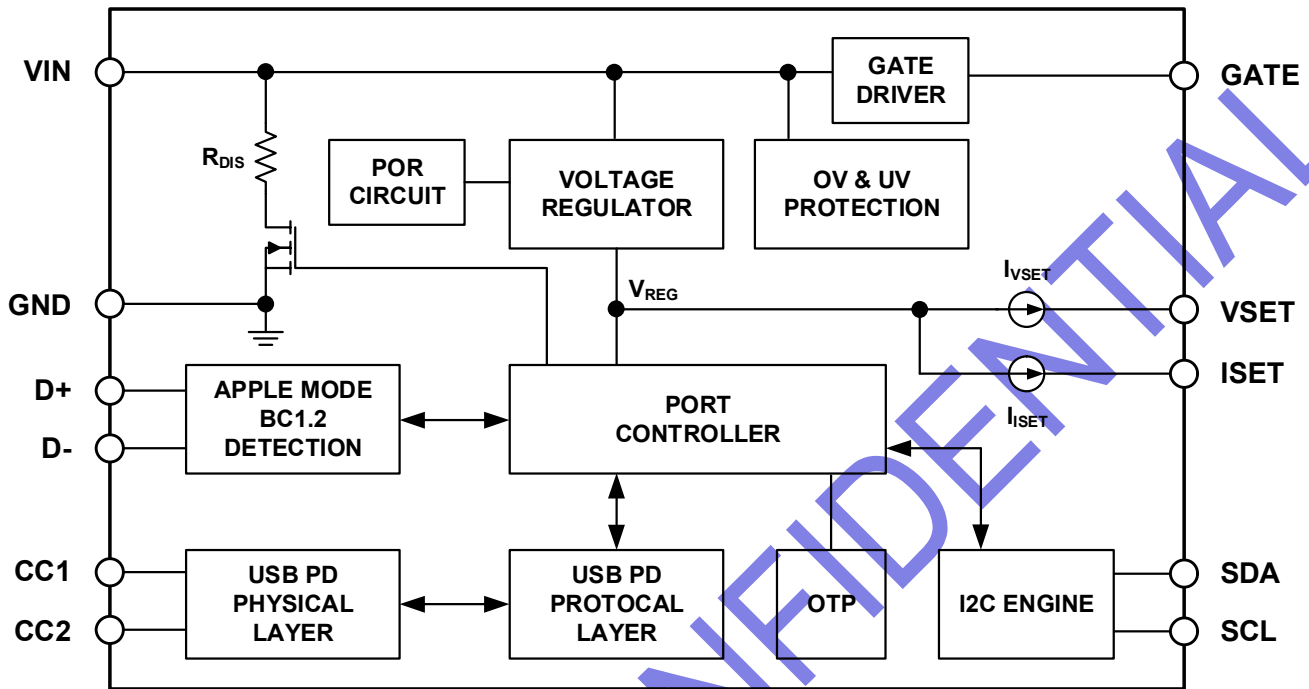 VIN
GATE
DRIVER
GATE
RDIS
POR
CIRCUIT
VOLTAGE
REGULATOR
OV & UV
PROTECTION
GND
VREG
IVSET
VSET
ISET
IISET
D+
D-
APPLE MODE
BC1.2
DETECTION
PORT
CONTROLLER
CC1
CC2
USB PD
PHYSICAL
LAYER
USB PD
PROTOCAL
LAYER
OTP
I2C ENGINE
SDA
SCL
NFIDENTIAL